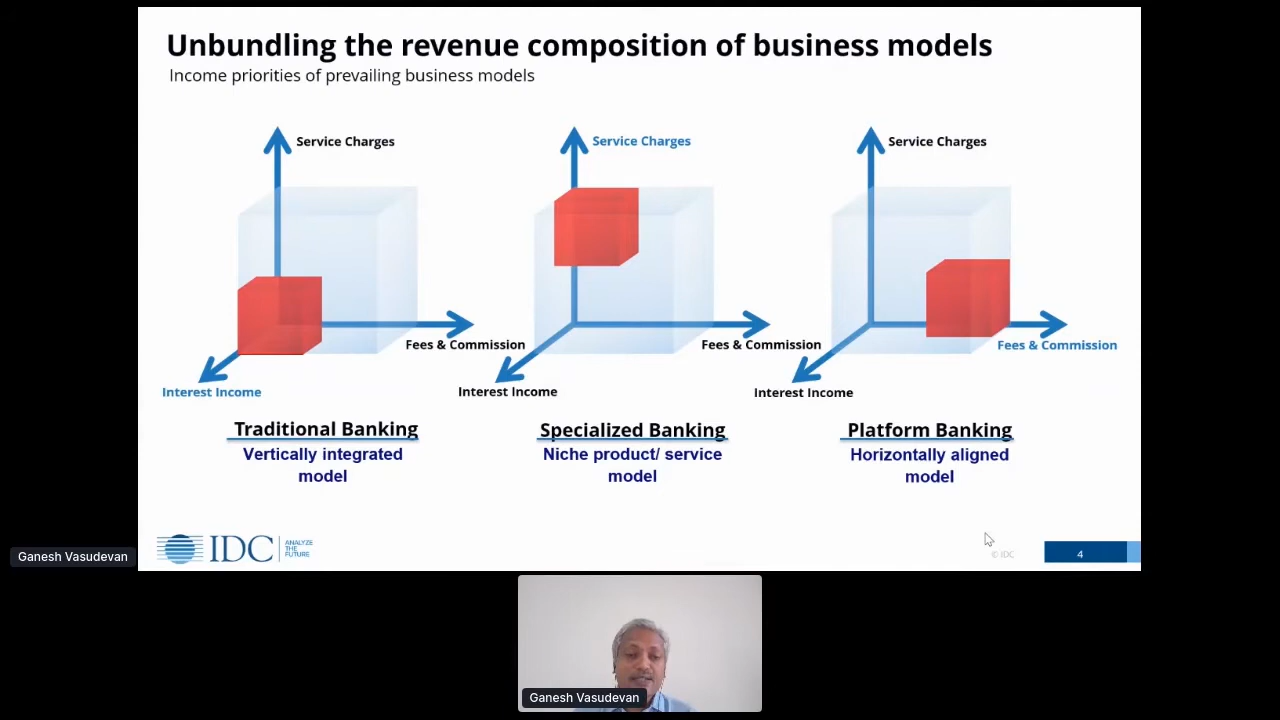 Unbundling the revenue composition of business models
Income priorities of prevailing business models
Service Charges
Fees & Commission
Interest Income
Traditional Banking
Vertically integrated
model
Service Charges
Fees & Commission
Interest Income
Specialized Banking
Niche product/ service
model
Service Charges
Fees & Commission
Interest Income
Platform Banking
Horizontally aligned
model
IDC
ANALYZE
THE
FUTURE
© IDC
4
Ganesh Vasudevan
Ganesh Vasudevan